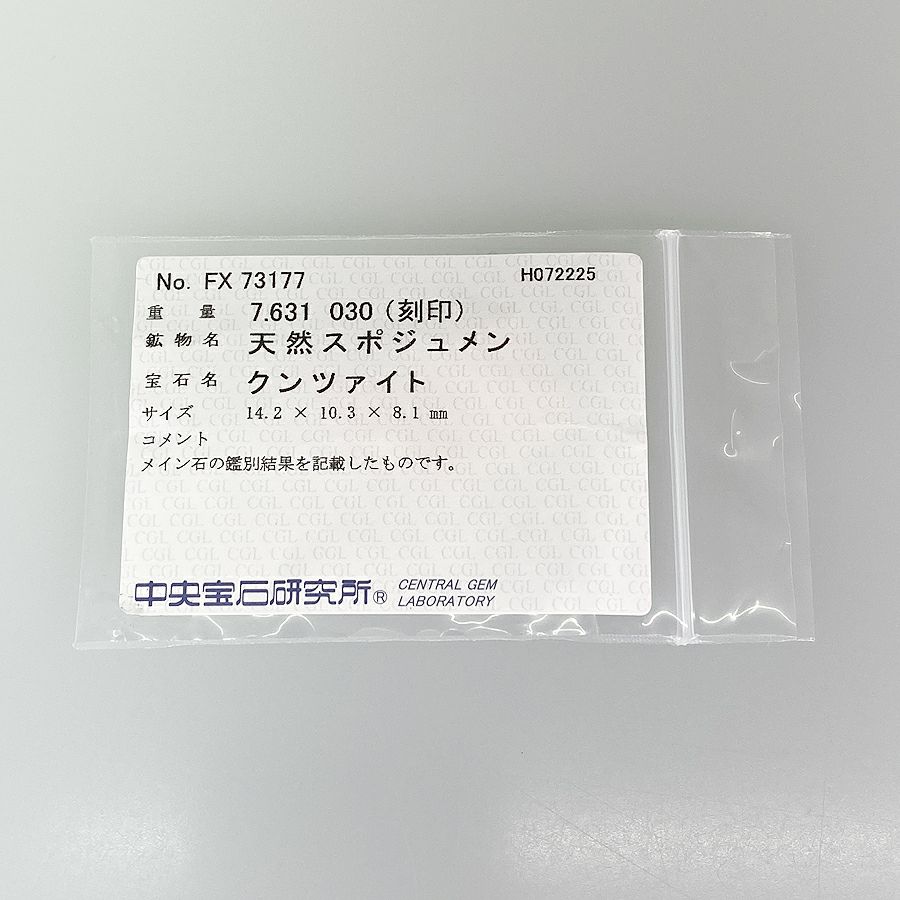 No. FX 73177 H072225
重量 7.631 030 (刻印)
鉱物名 天然スポジュメン
宝石名 クンツァイト
サイズ 14.2 × 10.3 × 8.1 mm
コメント
メイン石の鑑別結果を記載したものです。
中央宝石研究所® CENTRAL GEM
LABORATORY